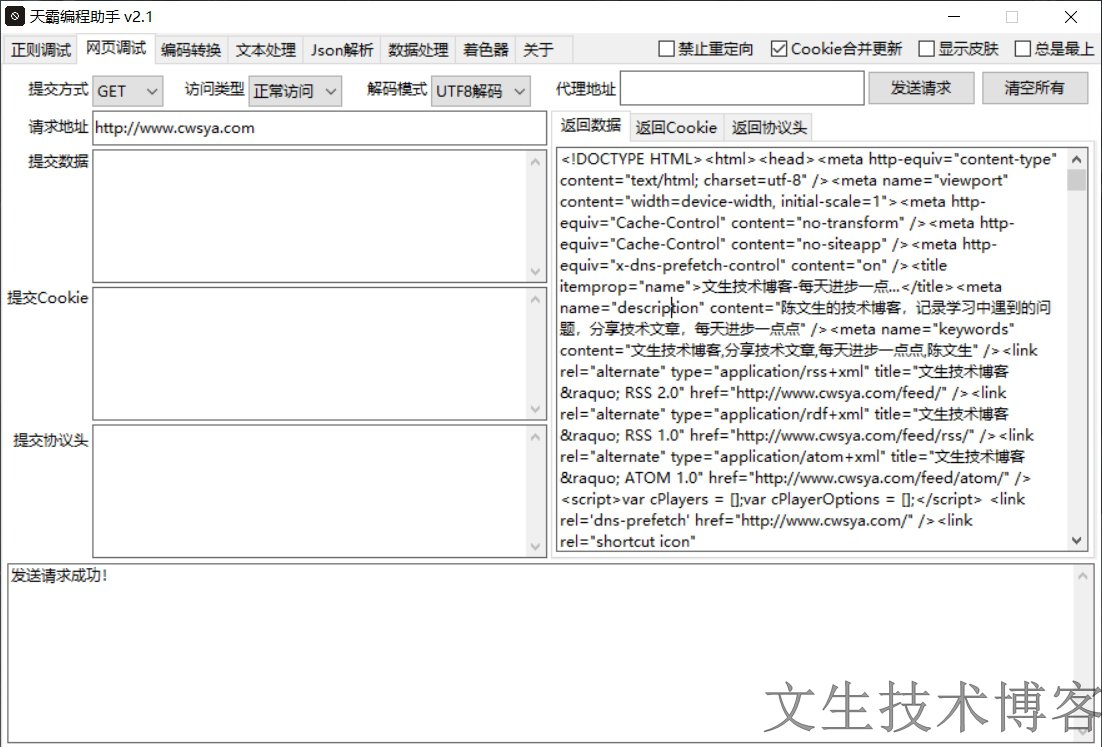 天霸编程助手 v2.1
正则调试 网页调试 编码转换 文本处理 Json解析 数据处理 着色器 关于 禁止重定向 Cookie合并更新 显示皮肤 总是最上
提交方式 GET 访问类型 正常访问 解码模式 UTF8解码 代理地址 发送请求 清空所有
请求地址 http://www.cwsya.com
提交数据
提交Cookie
提交协议头
返回数据 返回Cookie 返回协议头
<!DOCTYPE HTML><html><head><meta http-equiv="content-type"
content="text/html; charset=utf-8" /><meta name="viewport"
content="width=device-width, initial-scale=1"><meta http-
equiv="Cache-Control" content="no-transform" /><meta http-
equiv="Cache-Control" content="no-siteapp" /><meta http-
equiv="x-dns-prefetch-control" content="on" /><title
itemprop="name">文生技术博客-每天进步一点...</title><meta
name="description" content="陈文生的技术博客，记录学习中遇到的问
题，分享技术文章，每天进步一点点" /><meta name="keywords"
content="文生技术博客,分享技术文章,每天进步一点点,陈文生" /><link
rel="alternate" type="application/rss+xml" title="文生技术博客
&raquo; RSS 2.0" href="http://www.cwsya.com/feed/" /><link
rel="alternate" type="application/rdf+xml" title="文生技术博客
&raquo; RSS 1.0" href="http://www.cwsya.com/feed/rss/" /><link
rel="alternate" type="application/atom+xml" title="文生技术博客
&raquo; ATOM 1.0" href="http://www.cwsya.com/feed/atom/" />
<script>var cPlayers = [];var cPlayerOptions = [];</script> <link
rel='dns-prefetch' href="http://www.cwsya.com/" /><link
rel="shortcut icon"
发送请求成功!
文生技术博客